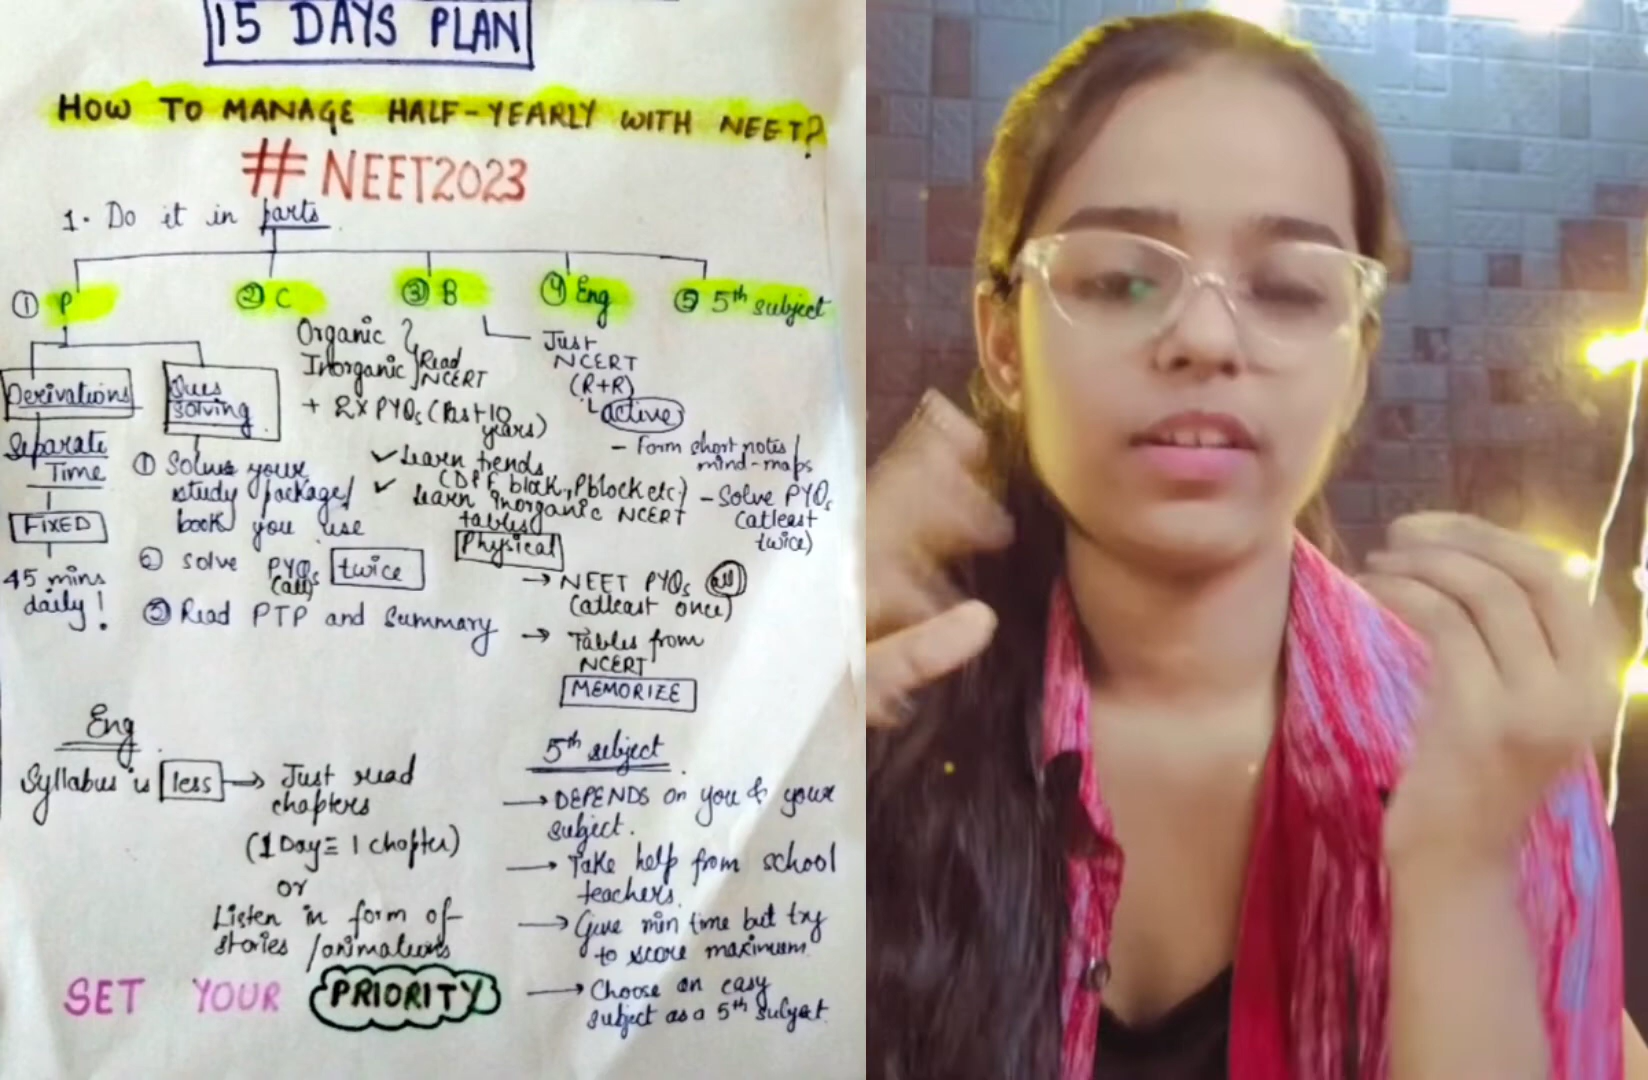 15 DAYS PLAN
HOW TO MANAGE HALF-YEARLY WITH NEET?
#NEET2023
1. Do it in parts
① P
② C
③ B
④ Eng
⑤ 5th subject
Derivations
Separate
Time
FIXED
45 mins
daily!
Ques
solving
① Solve your
study package/
book you use
② solve PYQs twice
(all)
③ Read PTP and summary
Organic
Inorganic
Read
NCERT
+ 2x PYQs (Past 10
years)
✓ Learn trends
(D & F block, P block etc)
✓ Learn inorganic NCERT
tables
Physical
→ NEET PYQs all
(atleast once)
→ Tables from
NCERT
MEMORIZE
Just
NCERT
(R+R)
active
- Form short notes/
mind-maps
- Solve PYQs
(atleast
twice)
Eng
Syllabus is less → Just read
chapters
(1 Day = 1 chapter)
or
Listen in form of
stories /animations
5th subject
→ DEPENDS on you & your
subject.
→ Take help from school
teachers.
→ Give min time but try
to score maximum.
→ Choose an easy
subject as a 5th subject.
SET YOUR PRIORITY